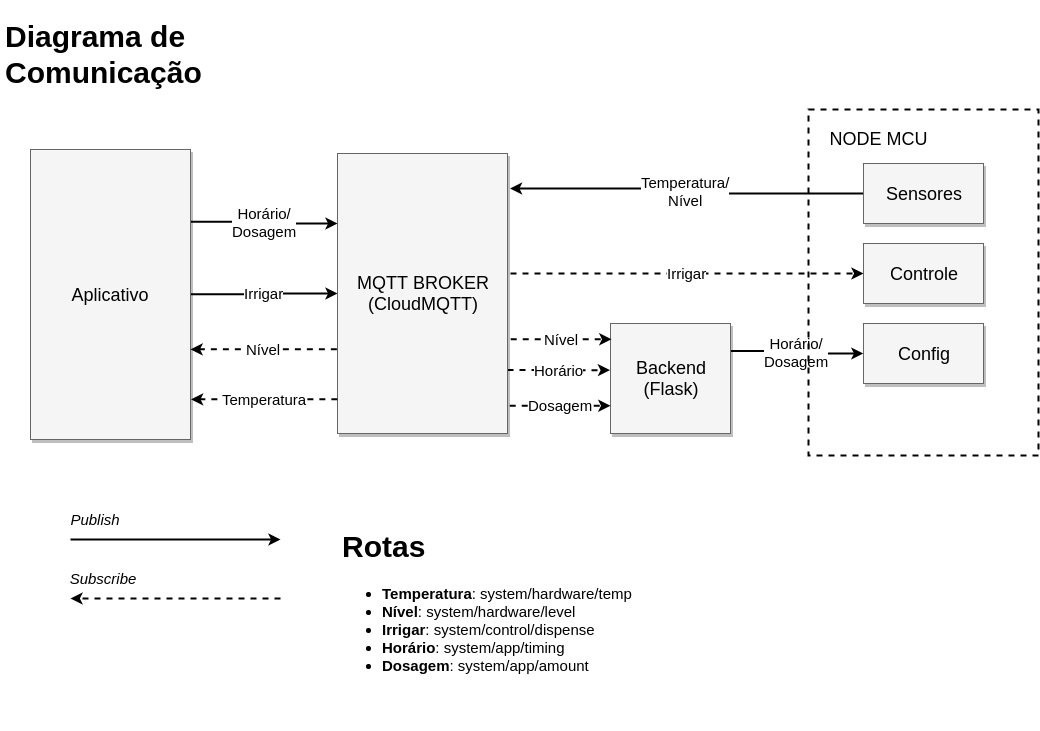 Diagrama de
Comunicação
NODE MCU
Aplicativo
Horário/
Dosagem
Irrigar
Nível
Temperatura
MQTT BROKER
(CloudMQTT)
Temperatura/
Nível
Irrigar
Nível
Horário
Dosagem
Backend
(Flask)
Horário/
Dosagem
Sensores
Controle
Config
Publish
Subscribe
Rotas
• Temperatura: system/hardware/temp
• Nível: system/hardware/level
• Irrigar: system/control/dispense
• Horário: system/app/timing
• Dosagem: system/app/amount